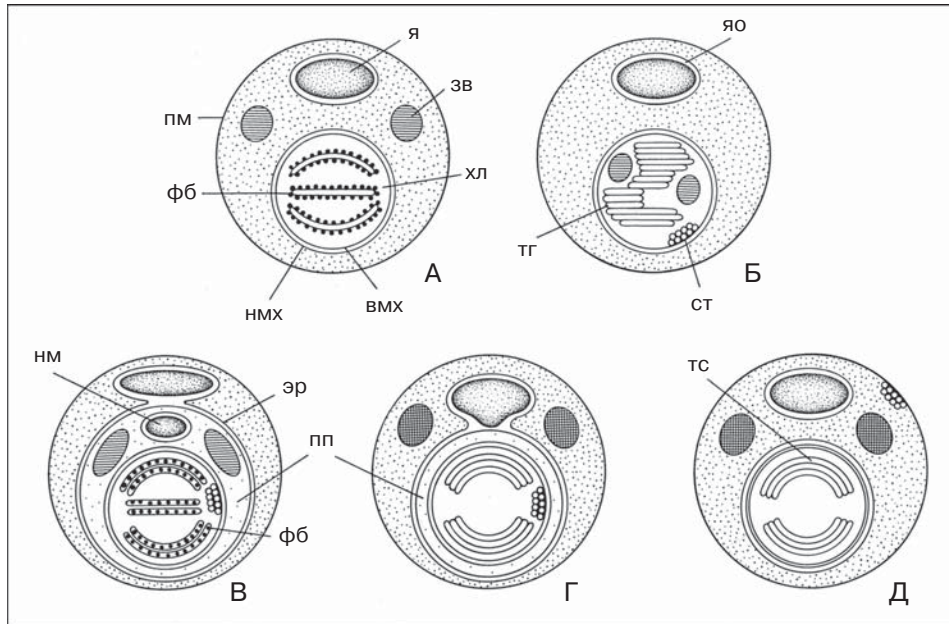 я
яо
зв
пм
хл
фб
тг
А
Б
нмх
вмх
ст
нм
эр
тс
пп
фб
В
Г
Д